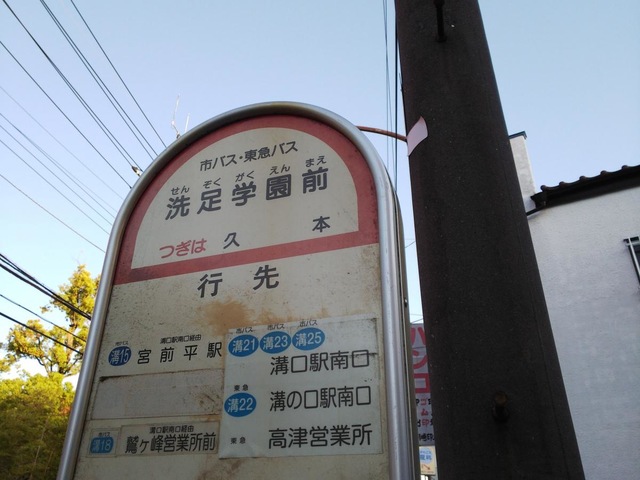 市バス・東急バス
せんぞくがくえんまえ
洗足学園前
つぎは 久本
行先
市バス 溝口駅南口経由
溝15 宮前平駅
市バス 市バス 市バス
溝21 溝23 溝25
溝口駅南口
東急
溝22 溝の口駅南口
溝口駅南口経由
溝18 鷲ヶ峰営業所前
東急 高津営業所